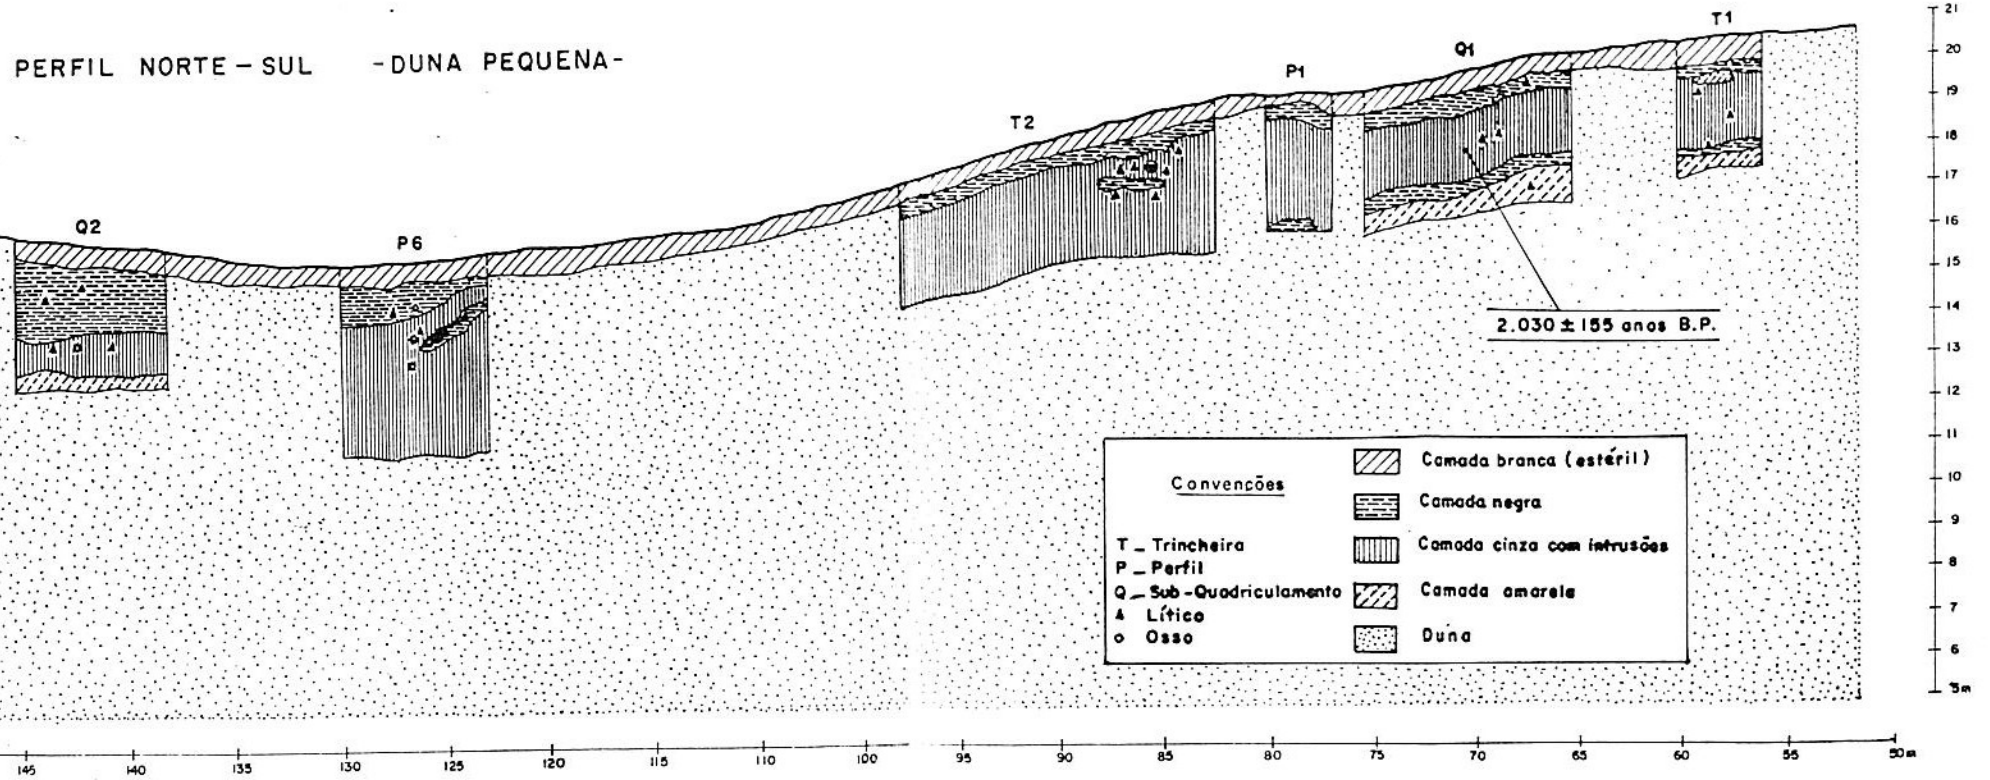 PERFIL NORTE – SUL -DUNA PEQUENA-
Q2
P6
T2
P1
Q1
T1
2.030 ± 155 anos B.P.
Convenções
T _ Trincheira
P _ Perfil
Q _ Sub-Quadriculamento
▲ Lítico
o Osso
Camada branca (estéril)
Camada negra
Camada cinza com intrusões
Camada amarela
Duna
21
20
19
18
17
16
15
14
13
12
11
10
9
8
7
6
5m
145 140 135 130 125 120 115 110 100 95 90 85 80 75 70 65 60 55 50m